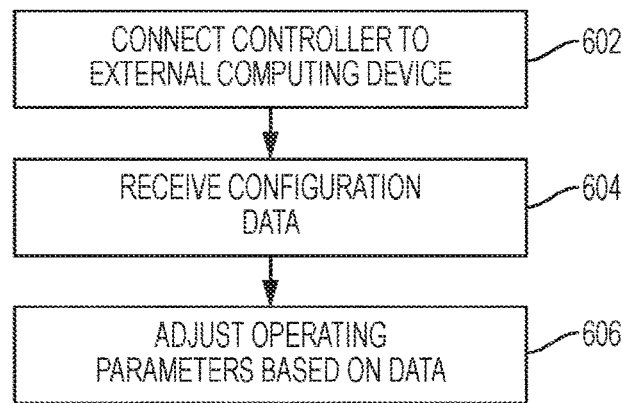 CONNECT CONTROLLER TO
EXTERNAL COMPUTING DEVICE
602
RECEIVE CONFIGURATION
DATA
604
ADJUST OPERATING
PARAMETERS BASED ON DATA
606